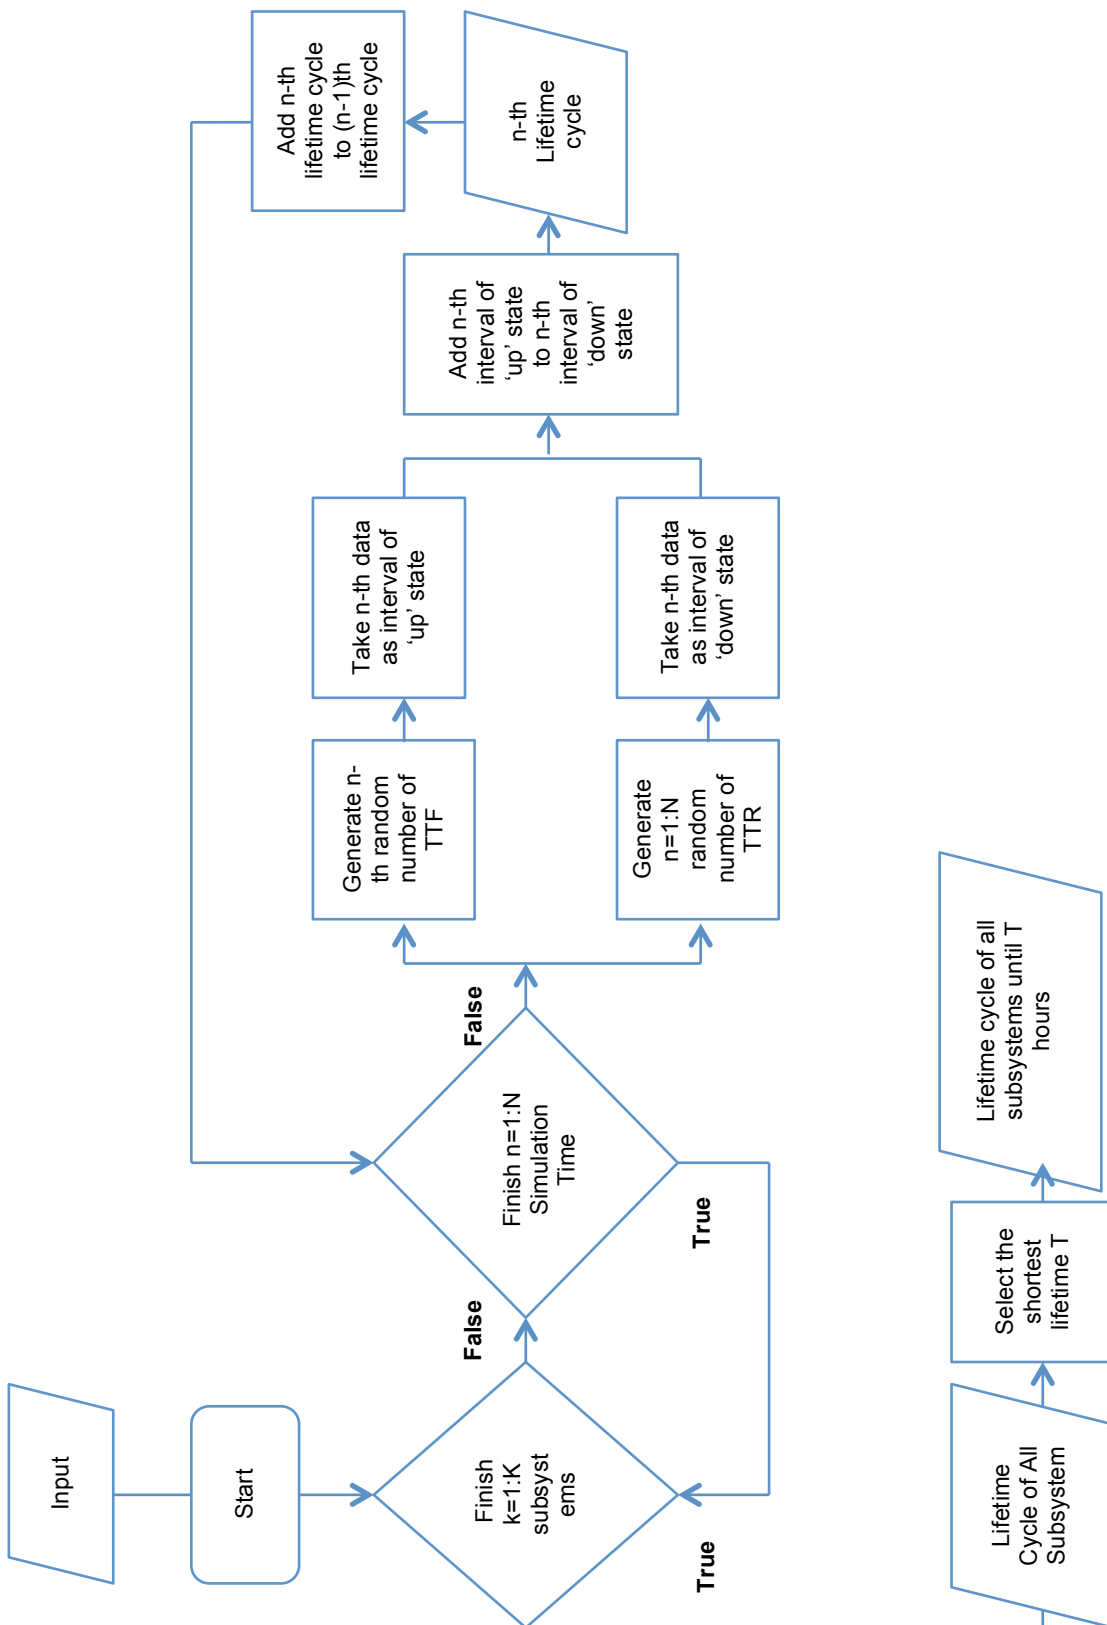 Input
Start
Finish
k=1:K
subsyst
ems
False
True
Finish n=1:N
Simulation
Time
False
True
Generate n-
th random
number of
TTF
Take n-th data
as interval of
‘up’ state
Generate
n=1:N
random
number of
TTR
Take n-th data
as interval of
‘down’ state
Add n-th
interval of
‘up’ state
to n-th
interval of
‘down’
state
n-th
Lifetime
cycle
Add n-th
lifetime cycle
to (n-1)th
lifetime cycle
Lifetime
Cycle of All
Subsystem
Select the
shortest
lifetime T
Lifetime cycle of all
subsystems until T
hours